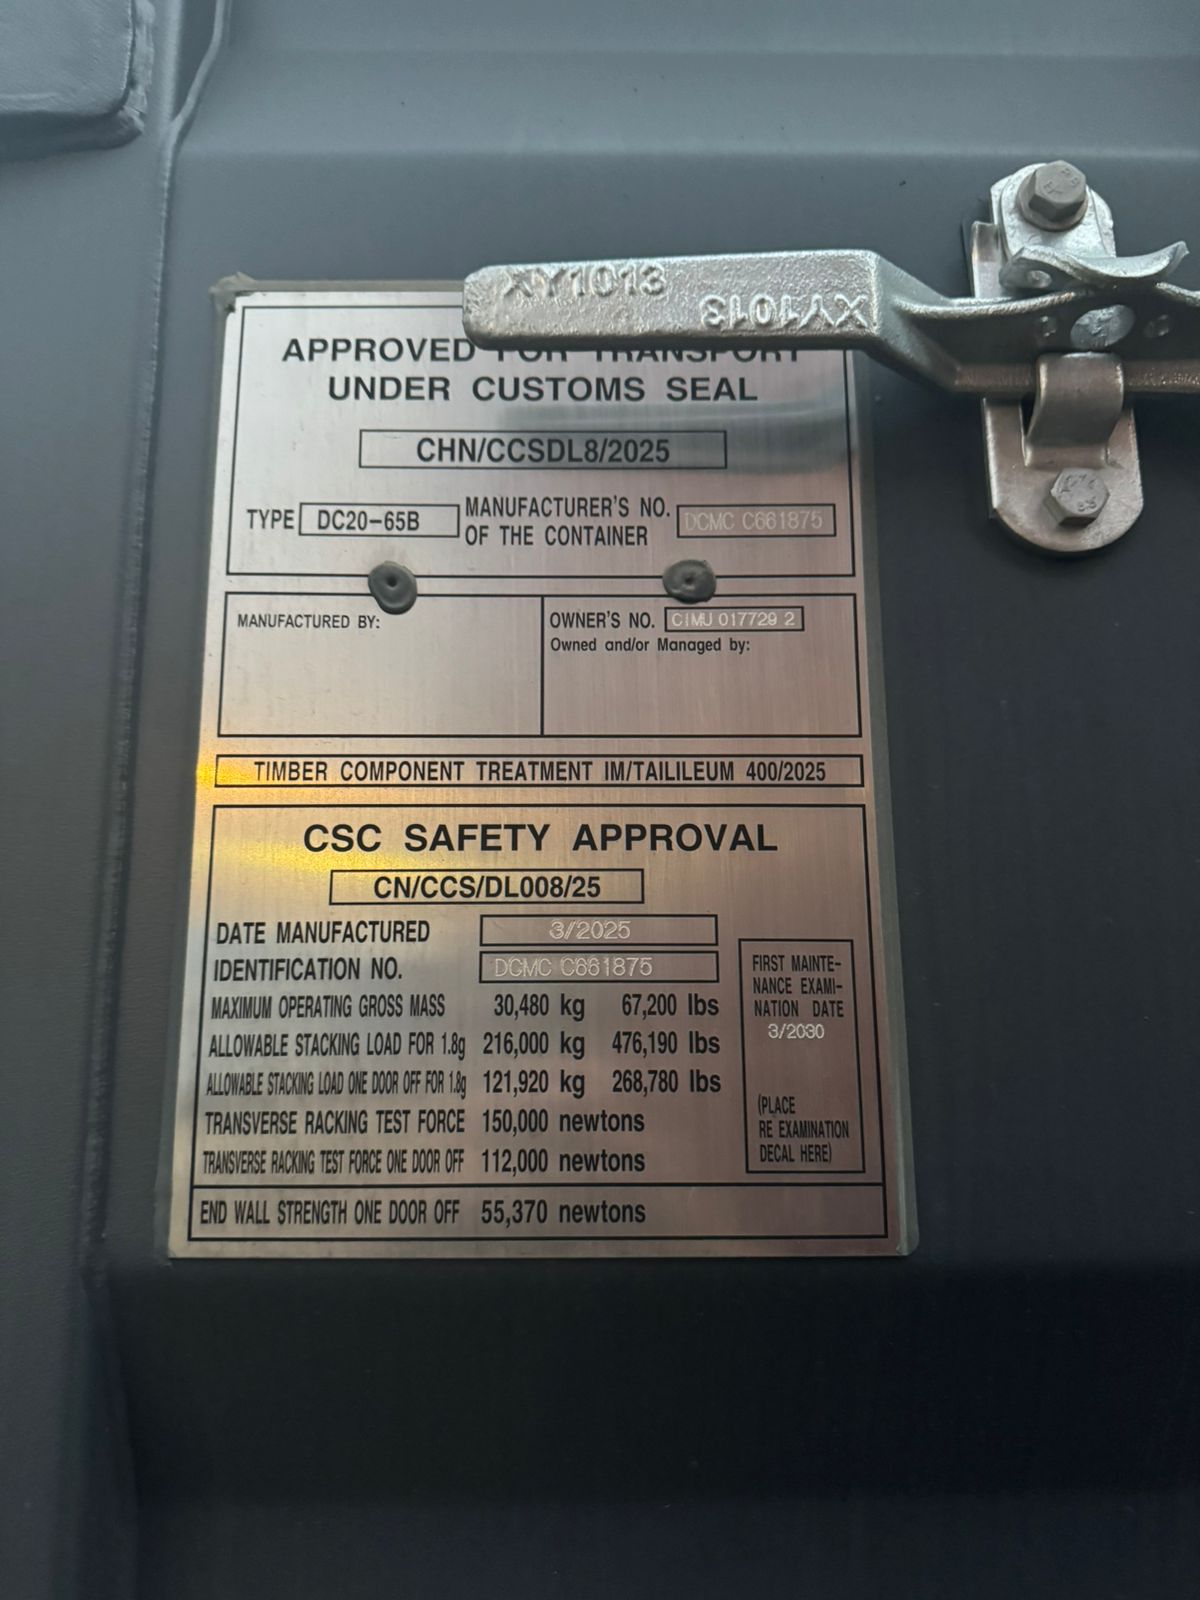 XY1013
XY1013
APPROVED FOR TRANSPORT
UNDER CUSTOMS SEAL
CHN/CCSDL8/2025
TYPE DC20-65B MANUFACTURER'S NO. OF THE CONTAINER DCMC C661875
MANUFACTURED BY:
OWNER'S NO. CIMU 017729 2
Owned and/or Managed by:
TIMBER COMPONENT TREATMENT IM/TAILILEUM 400/2025
CSC SAFETY APPROVAL
CN/CCS/DL008/25
DATE MANUFACTURED 3/2025
IDENTIFICATION NO. DCMC C661875
MAXIMUM OPERATING GROSS MASS 30,480 kg 67,200 lbs
ALLOWABLE STACKING LOAD FOR 1.8g 216,000 kg 476,190 lbs
ALLOWABLE STACKING LOAD ONE DOOR OFF FOR 1.8g 121,920 kg 268,780 lbs
TRANSVERSE RACKING TEST FORCE 150,000 newtons
TRANSVERSE RACKING TEST FORCE ONE DOOR OFF 112,000 newtons
END WALL STRENGTH ONE DOOR OFF 55,370 newtons
FIRST MAINTE-
NANCE EXAMI-
NATION DATE
3/2030
(PLACE
RE EXAMINATION
DECAL HERE)